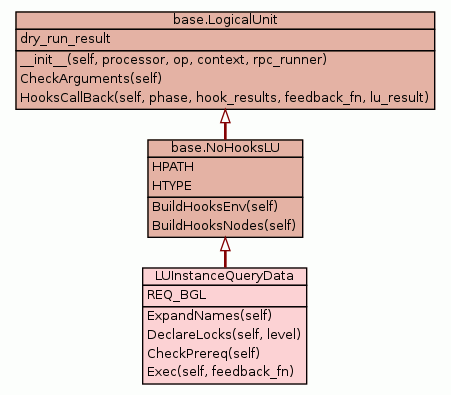 base.LogicalUnit
dry_run_result
__init__(self, processor, op, context, rpc_runner)
CheckArguments(self)
HooksCallBack(self, phase, hook_results, feedback_fn, lu_result)
base.NoHooksLU
HPATH
HTYPE
BuildHooksEnv(self)
BuildHooksNodes(self)
LUInstanceQueryData
REQ_BGL
ExpandNames(self)
DeclareLocks(self, level)
CheckPrereq(self)
Exec(self, feedback_fn)